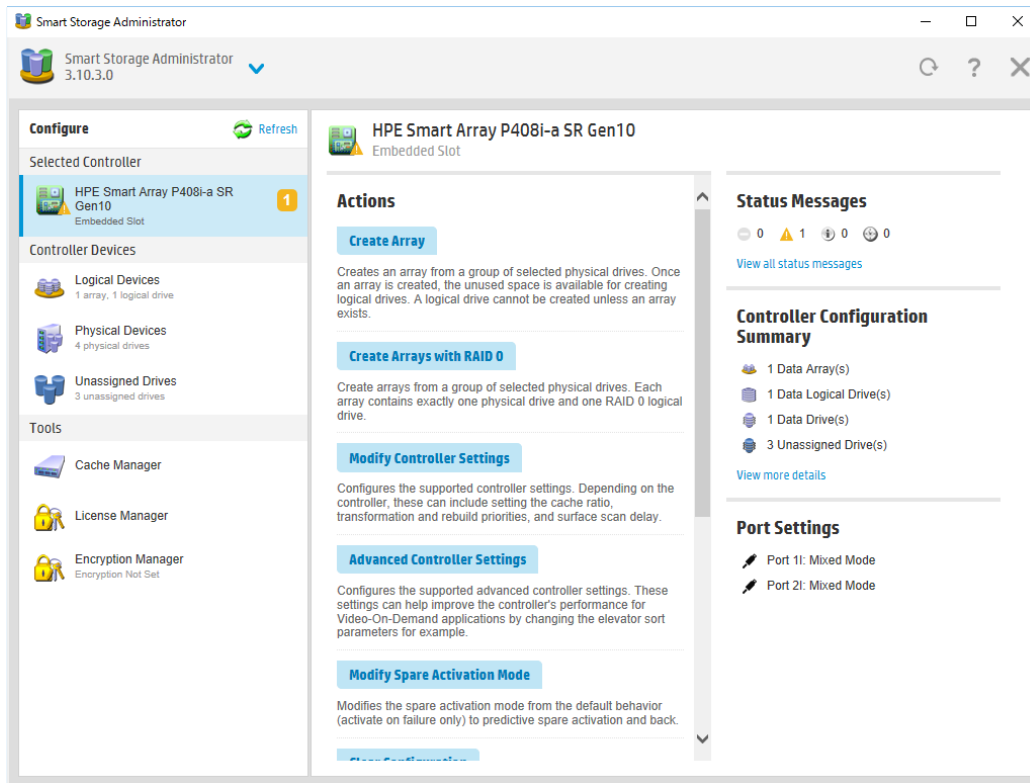 Smart Storage Administrator
Smart Storage Administrator
3.10.3.0
Configure
Refresh
Selected Controller
HPE Smart Array P408i-a SR
Gen10
Embedded Slot
1
Controller Devices
Logical Devices
1 array, 1 logical drive
Physical Devices
4 physical drives
Unassigned Drives
3 unassigned drives
Tools
Cache Manager
License Manager
Encryption Manager
Encryption Not Set
HPE Smart Array P408i-a SR Gen10
Embedded Slot
Actions
Create Array
Creates an array from a group of selected physical drives. Once
an array is created, the unused space is available for creating
logical drives. A logical drive cannot be created unless an array
exists.
Create Arrays with RAID 0
Create arrays from a group of selected physical drives. Each
array contains exactly one physical drive and one RAID 0 logical
drive.
Modify Controller Settings
Configures the supported controller settings. Depending on the
controller, these can include setting the cache ratio,
transformation and rebuild priorities, and surface scan delay.
Advanced Controller Settings
Configures the supported advanced controller settings. These
settings can help improve the controller's performance for
Video-On-Demand applications by changing the elevator sort
parameters for example.
Modify Spare Activation Mode
Modifies the spare activation mode from the default behavior
(activate on failure only) to predictive spare activation and back.
Clear Configuration
Status Messages
0 1 0 0
View all status messages
Controller Configuration
Summary
1 Data Array(s)
1 Data Logical Drive(s)
1 Data Drive(s)
3 Unassigned Drive(s)
View more details
Port Settings
Port 1I: Mixed Mode
Port 2I: Mixed Mode